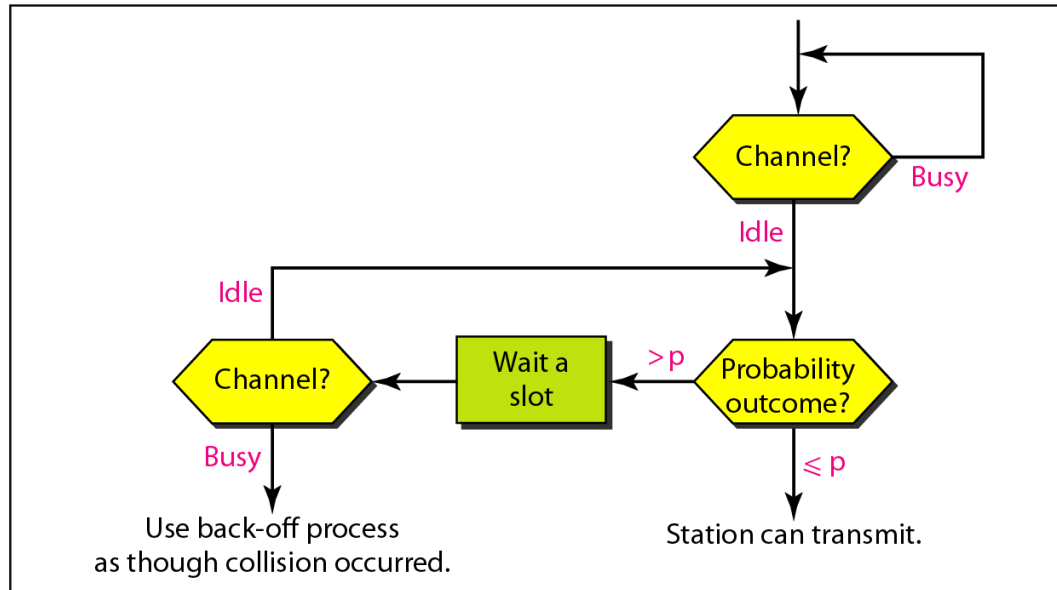 Channel?
Busy
Idle
Idle
Channel?
Wait a
slot
> p
Probability
outcome?
Busy
⩽ p
Use back-off process
as though collision occurred.
Station can transmit.